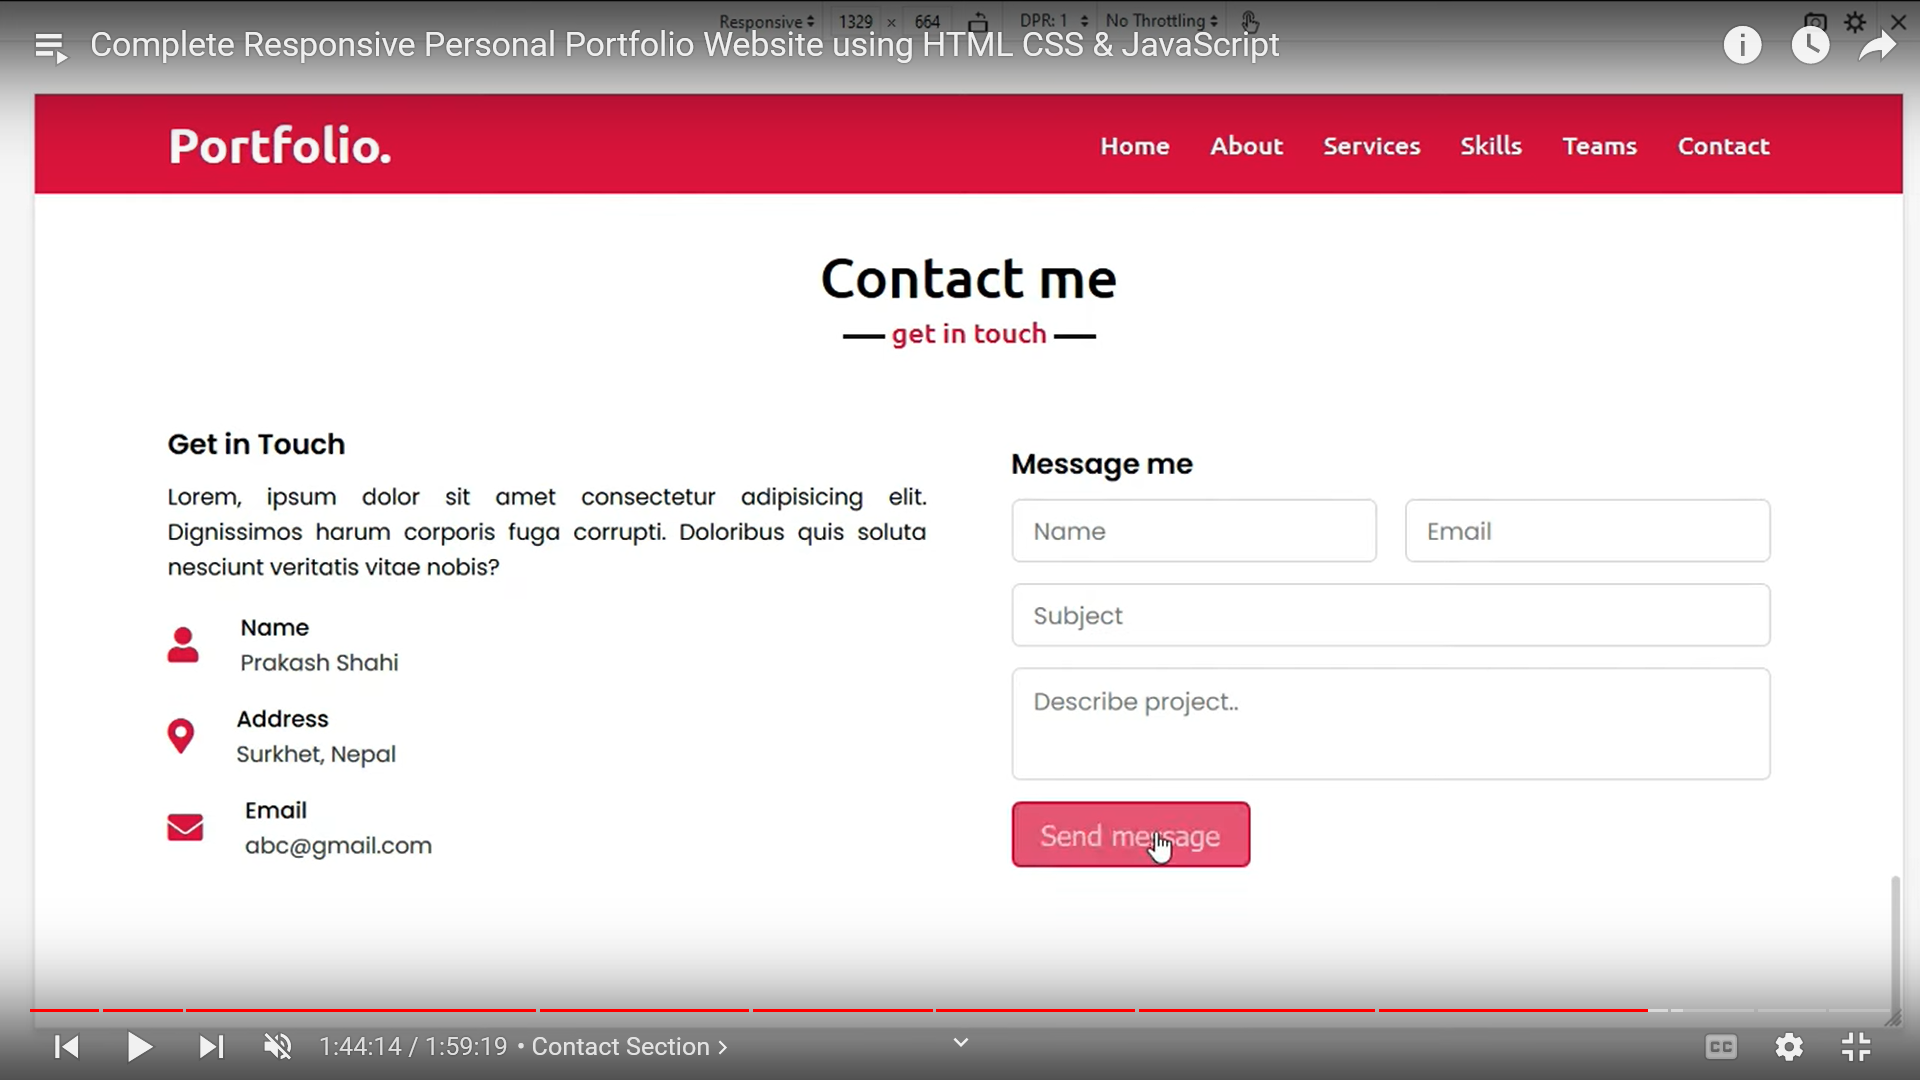 Responsive 1329 × 664 DPR: 1 No Throttling
Complete Responsive Personal Portfolio Website using HTML CSS & JavaScript
Portfolio. Home About Services Skills Teams Contact
Contact me
get in touch
Get in Touch
Lorem, ipsum dolor sit amet consectetur adipisicing elit.
Dignissimos harum corporis fuga corrupti. Doloribus quis soluta
nesciunt veritatis vitae nobis?
Name
Prakash Shahi
Address
Surkhet, Nepal
Email
abc@gmail.com
Message me
Name
Email
Subject
Describe project..
Send message
1:44:14 / 1:59:19 • Contact Section
CC